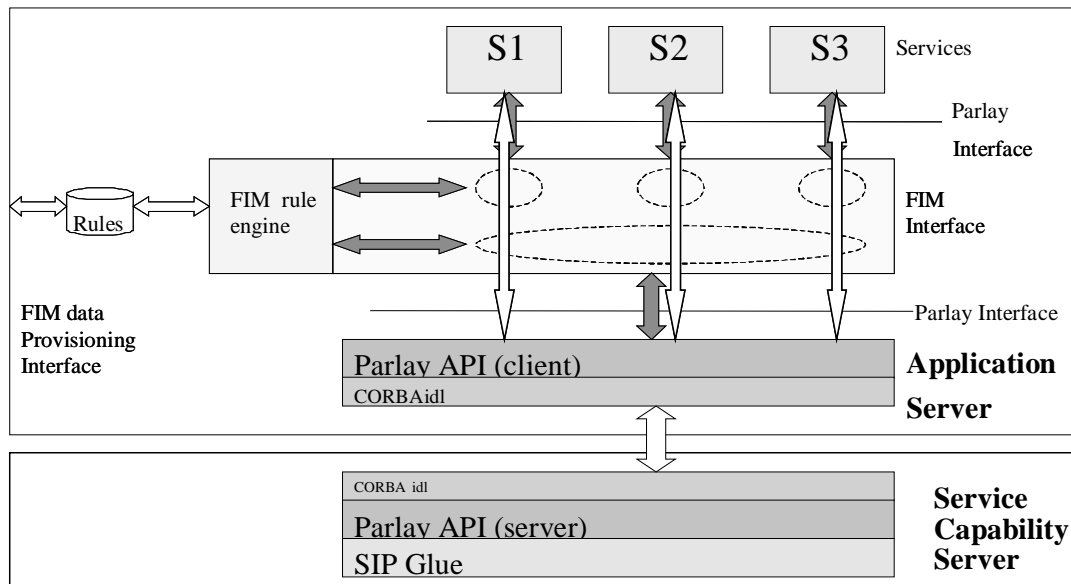 S1
S2
S3
Services
Parlay
Interface
FIM rule
engine
Rules
FIM
Interface
FIM data
Provisioning
Interface
Parlay Interface
Parlay API (client)
CORBAidl
Application
Server
CORBA idl
Parlay API (server)
SIP Glue
Service
Capability
Server